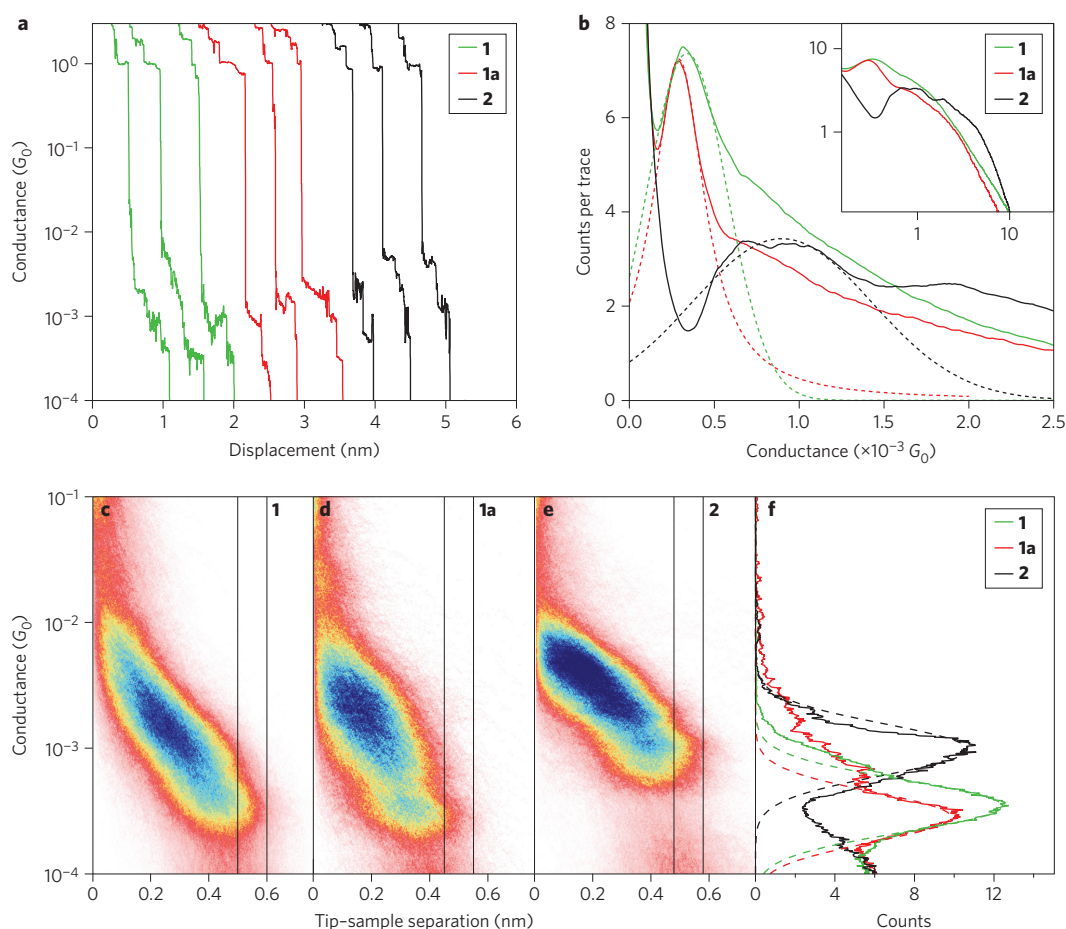 a
Conductance (G0)
10^0
10^-1
10^-2
10^-3
10^-4
0 1 2 3 4 5 6
Displacement (nm)
1
1a
2
b
Counts per trace
8
6
4
2
0
0.0 0.5 1.0 1.5 2.0 2.5
Conductance (×10^-3 G0)
10
1
1 10
1
1a
2
Conductance (G0)
10^-1
10^-2
10^-3
10^-4
c 1
0 0.2 0.4 0.6
d 1a
0 0.2 0.4 0.6
e 2
0 0.2 0.4 0.6
Tip–sample separation (nm)
f
1
1a
2
0 4 8 12
Counts